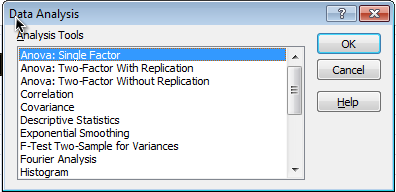 Data Analysis
Analysis Tools
Anova: Single Factor
Anova: Two-Factor With Replication
Anova: Two-Factor Without Replication
Correlation
Covariance
Descriptive Statistics
Exponential Smoothing
F-Test Two-Sample for Variances
Fourier Analysis
Histogram
OK
Cancel
Help